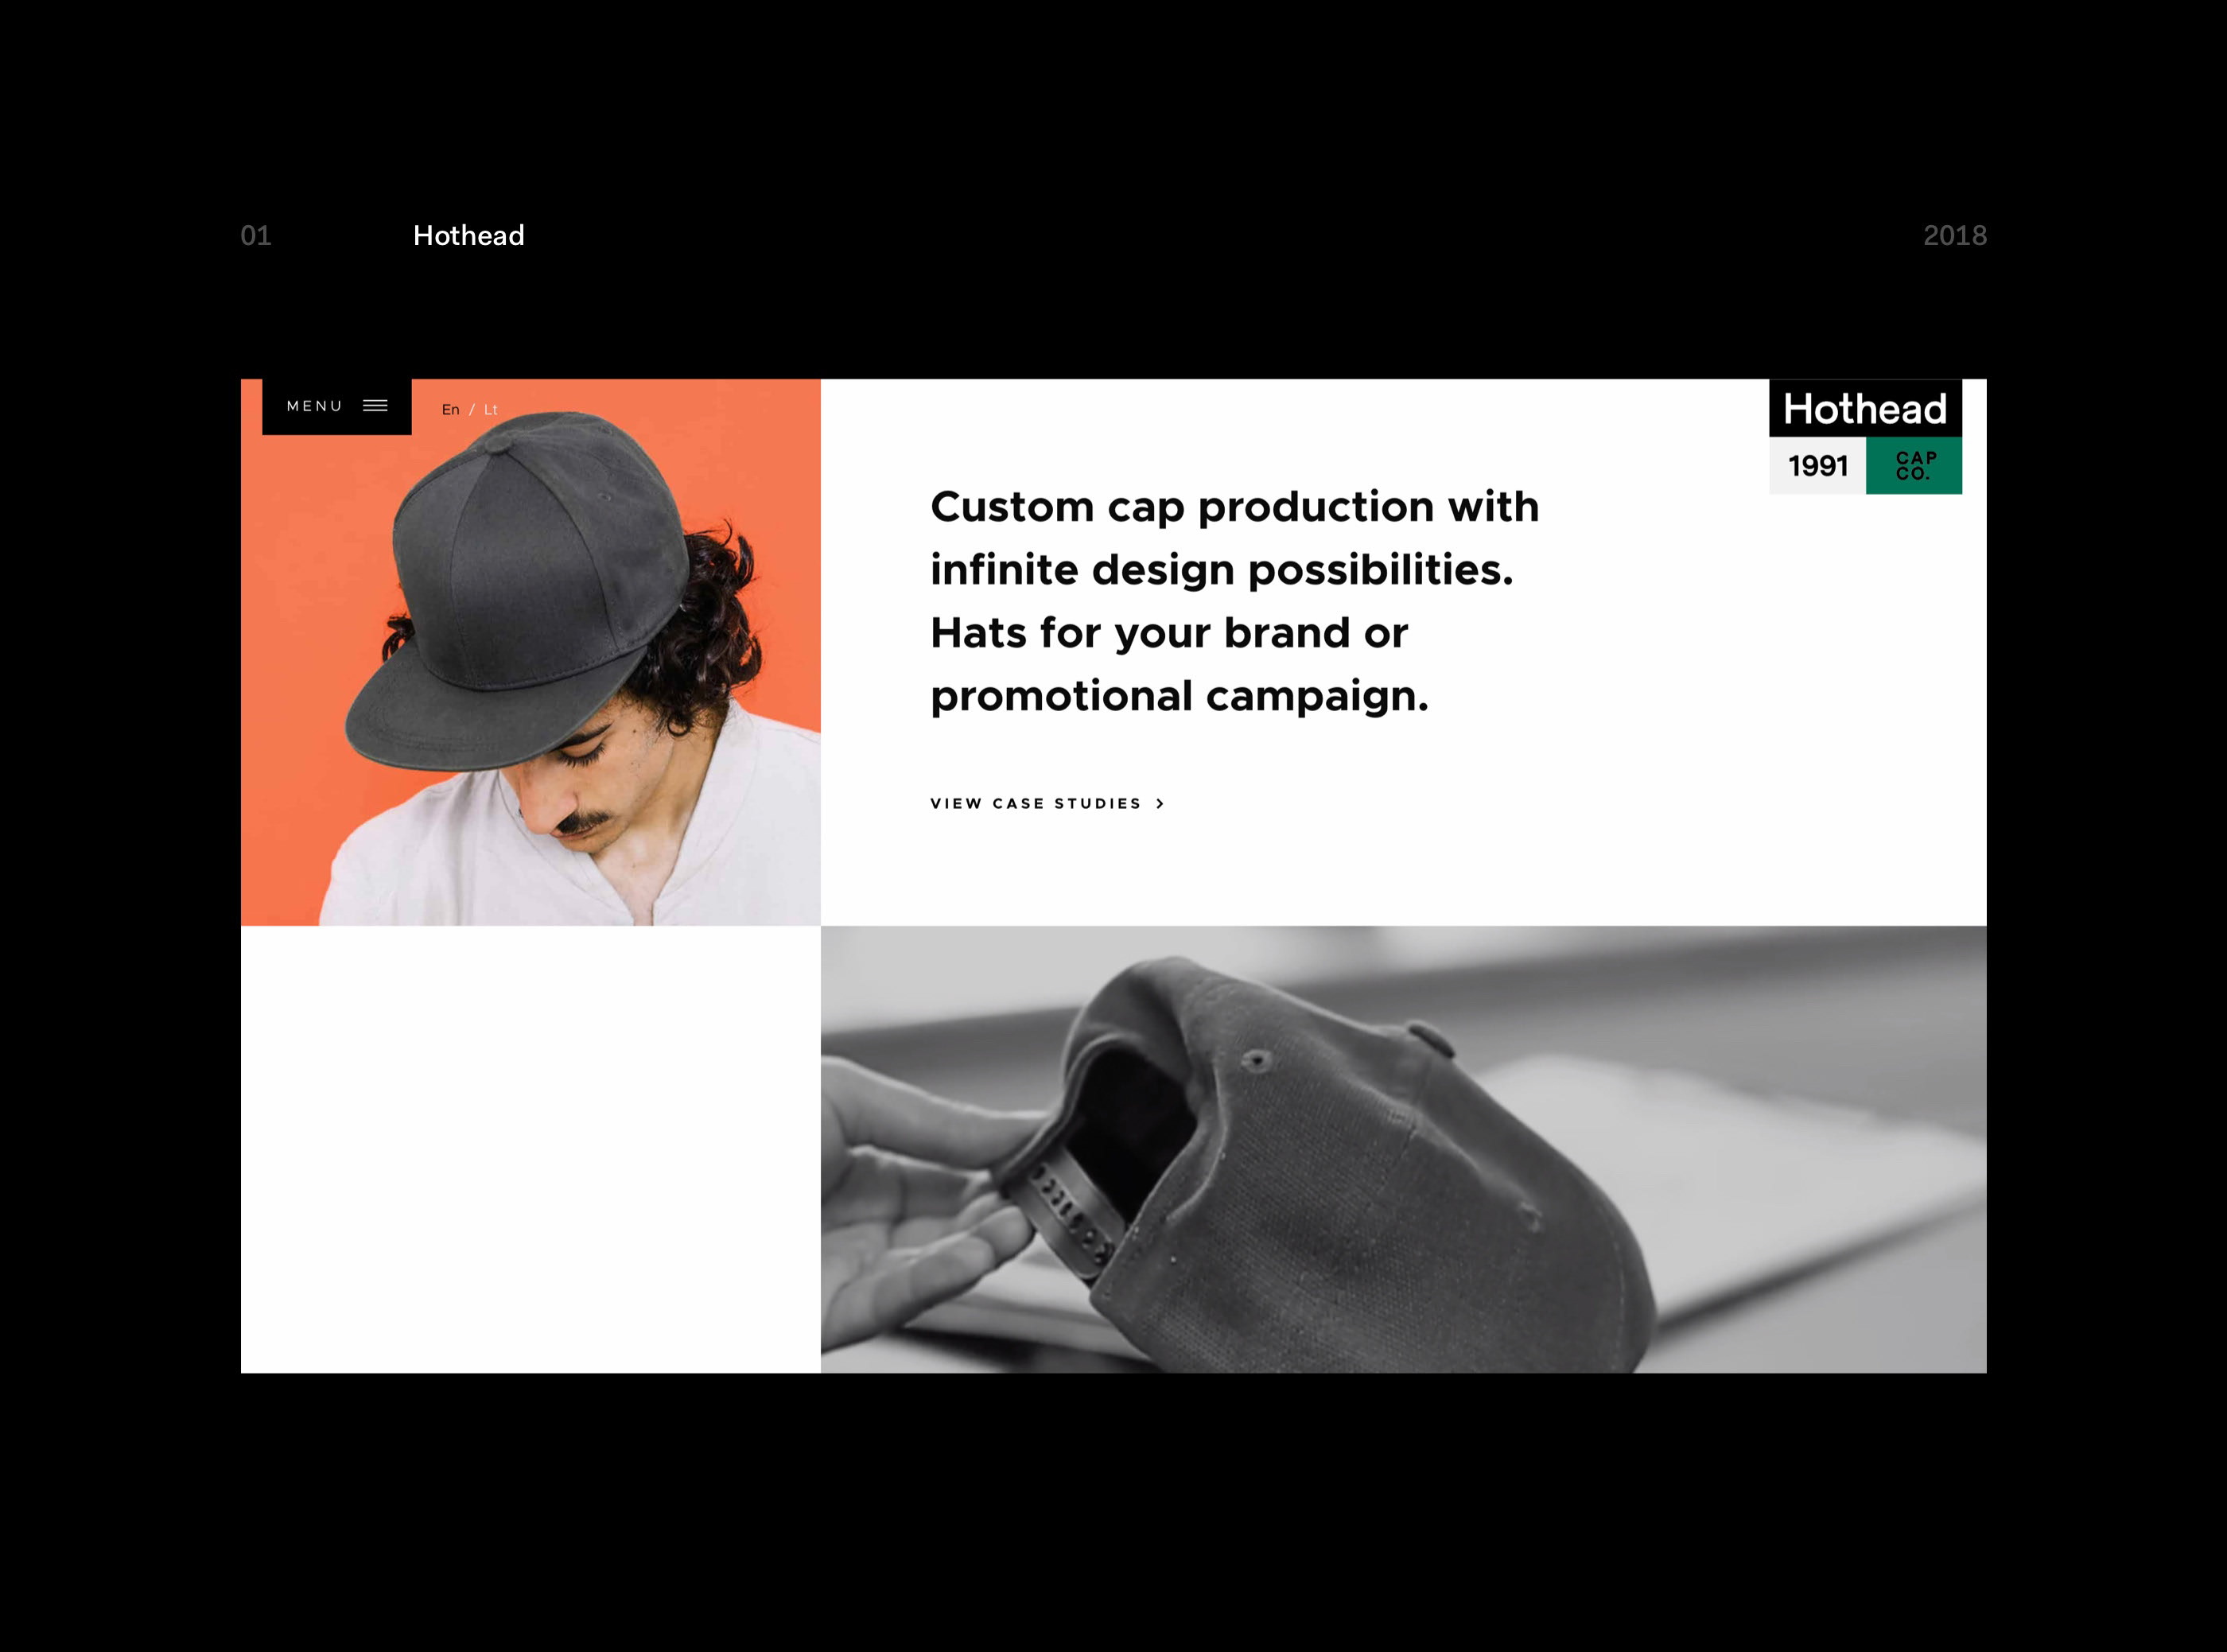 01 Hothead 2018
MENU En / Lt
Hothead
1991 CAP CO.
Custom cap production with
infinite design possibilities.
Hats for your brand or
promotional campaign.
VIEW CASE STUDIES >